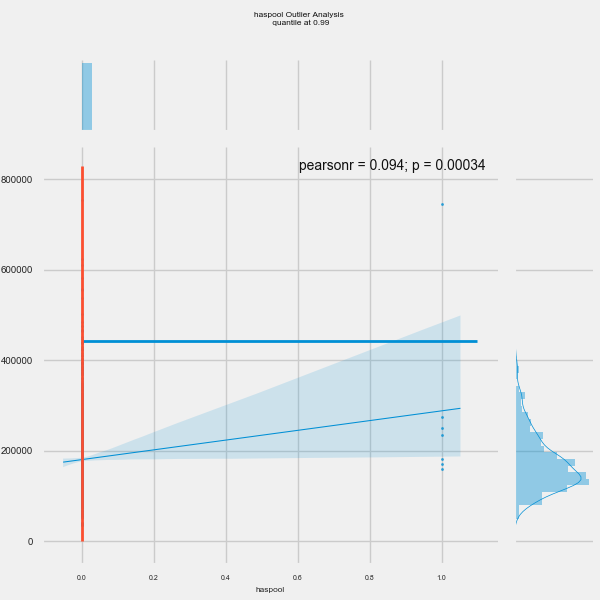 haspool Outlier Analysis
quantile at 0.99
pearsonr = 0.094; p = 0.00034
800000
600000
400000
200000
0
0.0 0.2 0.4 0.6 0.8 1.0
haspool